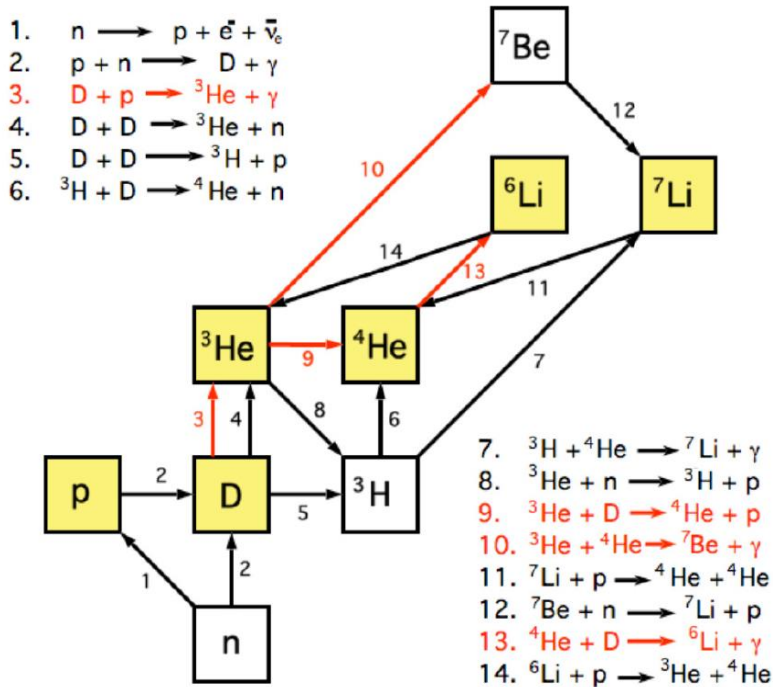 1. n → p + e⁻ + ν̄ₑ
2. p + n → D + γ
3. D + p → ³He + γ
4. D + D → ³He + n
5. D + D → ³H + p
6. ³H + D → ⁴He + n
⁷Be
12
10
⁶Li
⁷Li
14
13
11
³He
9
⁴He
7
3
4
8
6
p
2
D
5
³H
1
2
n
7. ³H + ⁴He → ⁷Li + γ
8. ³He + n → ³H + p
9. ³He + D → ⁴He + p
10. ³He + ⁴He → ⁷Be + γ
11. ⁷Li + p → ⁴He + ⁴He
12. ⁷Be + n → ⁷Li + p
13. ⁴He + D → ⁶Li + γ
14. ⁶Li + p → ³He + ⁴He